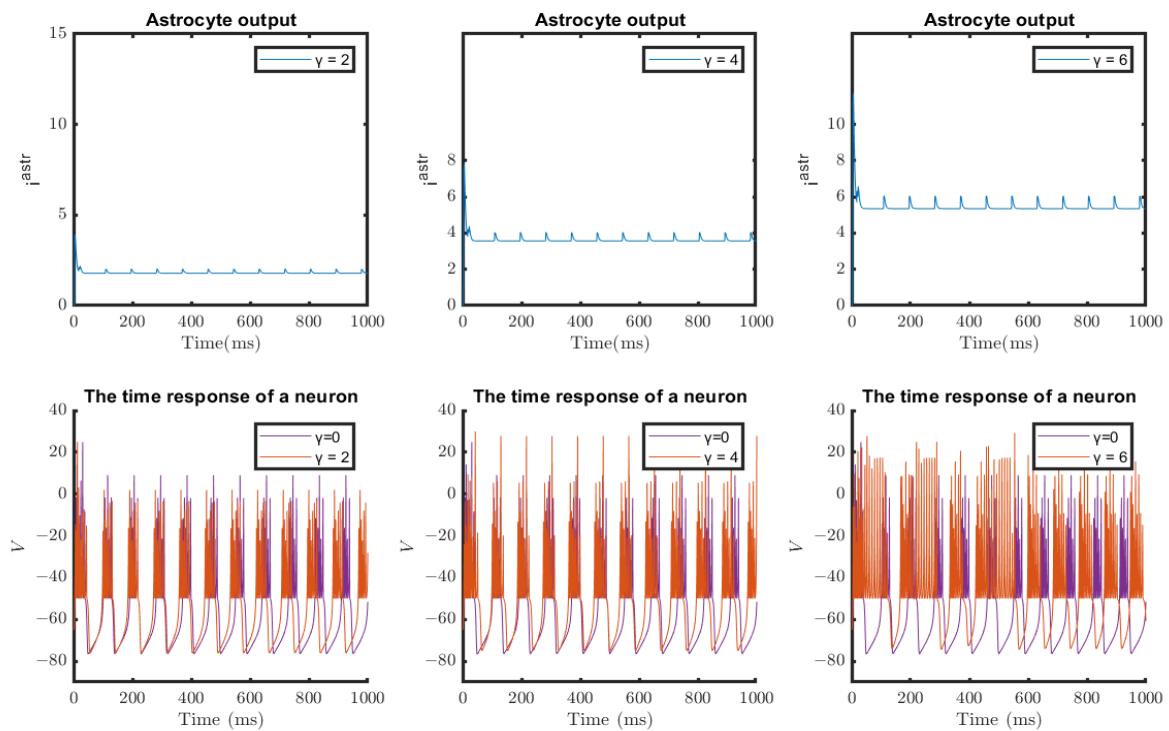 Astrocyte output
15
10
5
0
i^astr
γ = 2
0 200 400 600 800 1000
Time(ms)
Astrocyte output
8
6
4
2
0
i^astr
γ = 4
0 200 400 600 800 1000
Time(ms)
Astrocyte output
10
8
6
4
2
0
i^astr
γ = 6
0 200 400 600 800 1000
Time(ms)
The time response of a neuron
40
20
0
−20
−40
−60
−80
V
γ=0
γ = 2
0 200 400 600 800 1000
Time (ms)
The time response of a neuron
40
20
0
−20
−40
−60
−80
V
γ=0
γ = 4
0 200 400 600 800 1000
Time (ms)
The time response of a neuron
40
20
0
−20
−40
−60
−80
V
γ=0
γ = 6
0 200 400 600 800 1000
Time (ms)